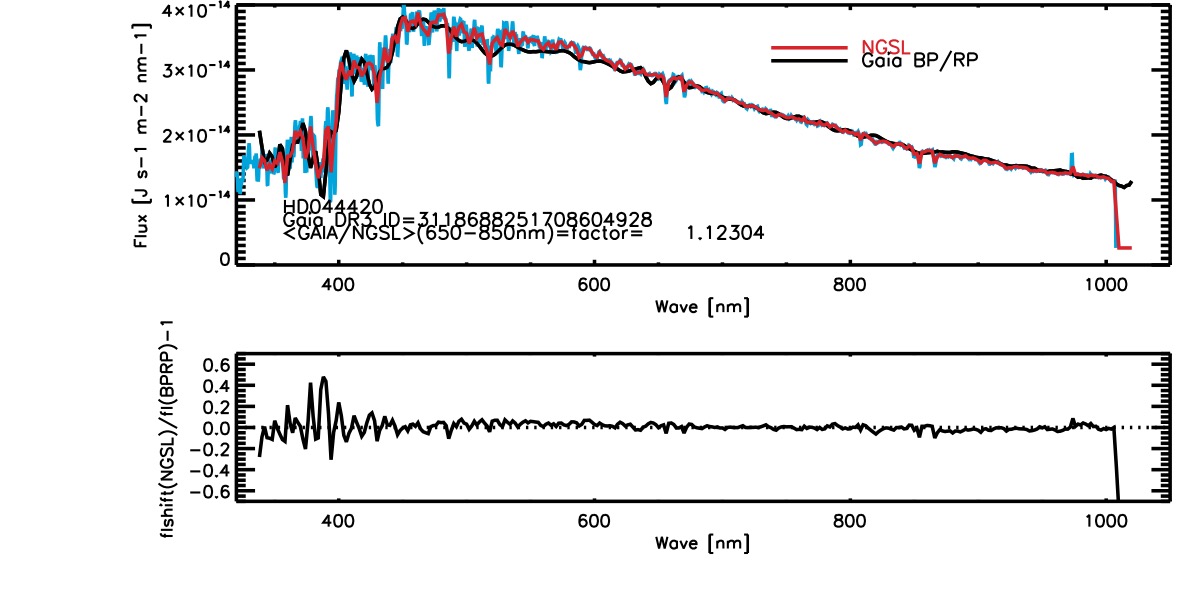 4×10−14
3×10−14
2×10−14
1×10−14
0
Flux [J s−1 m−2 nm−1]
NGSL
Gaia BP/RP
HD044420
Gaia DR3 ID=3118688251708604928
<GAIA/NGSL>(650−850nm)=factor= 1.12304
400 600 800 1000
Wave [nm]
flshift(NGSL)/fl(BPRP)−1
0.6
0.4
0.2
0.0
−0.2
−0.4
−0.6
400 600 800 1000
Wave [nm]